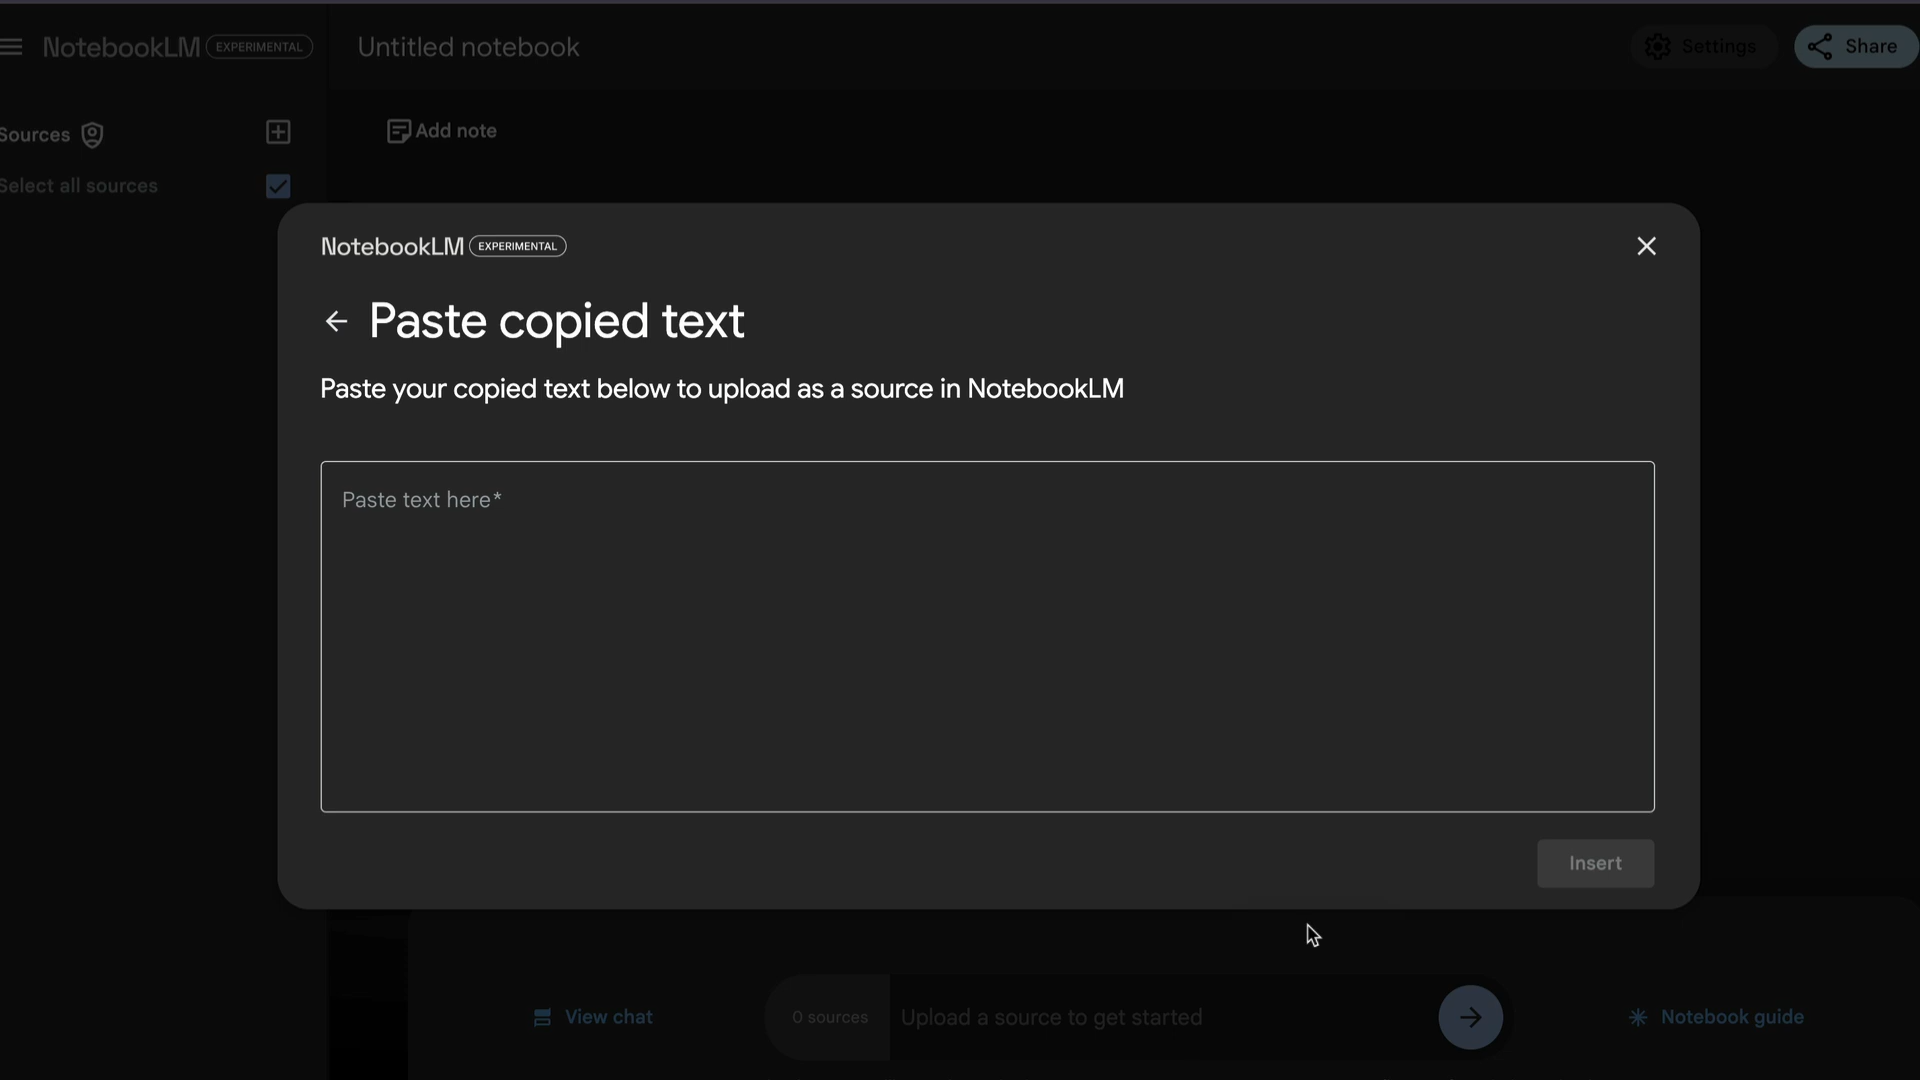 NotebookLM EXPERIMENTAL
Untitled notebook
Settings
Share
Sources
Add note
Select all sources
NotebookLM EXPERIMENTAL
Paste copied text
Paste your copied text below to upload as a source in NotebookLM
Paste text here*
Insert
View chat
0 sources
Upload a source to get started
Notebook guide